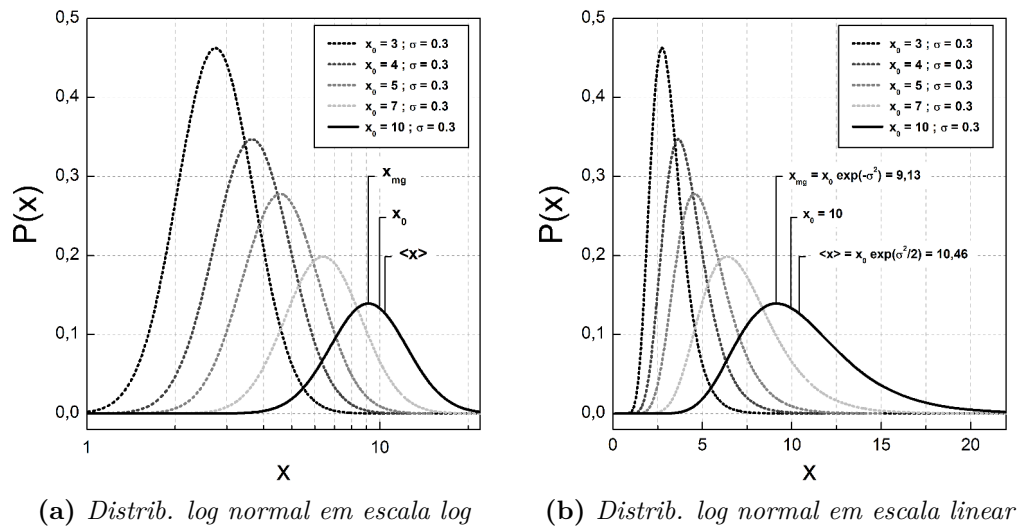 0,5
0,4
0,3
0,2
0,1
0,0
P(x)
x₀ = 3 ; σ = 0.3
x₀ = 4 ; σ = 0.3
x₀ = 5 ; σ = 0.3
x₀ = 7 ; σ = 0.3
x₀ = 10 ; σ = 0.3
x_mg
x₀
<x>
1
10
x
(a) Distrib. log normal em escala log
0,5
0,4
0,3
0,2
0,1
0,0
P(x)
x₀ = 3 ; σ = 0.3
x₀ = 4 ; σ = 0.3
x₀ = 5 ; σ = 0.3
x₀ = 7 ; σ = 0.3
x₀ = 10 ; σ = 0.3
x_mg = x₀ exp(-σ²) = 9,13
x₀ = 10
<x> = x₀ exp(σ²/2) = 10,46
0
5
10
15
20
x
(b) Distrib. log normal em escala linear